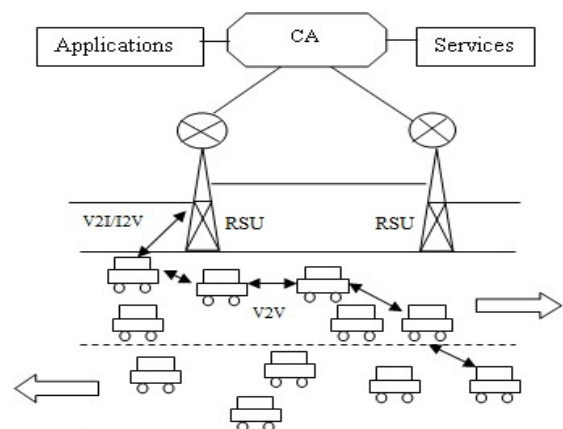 Applications
CA
Services
V2I/I2V
RSU
RSU
V2V